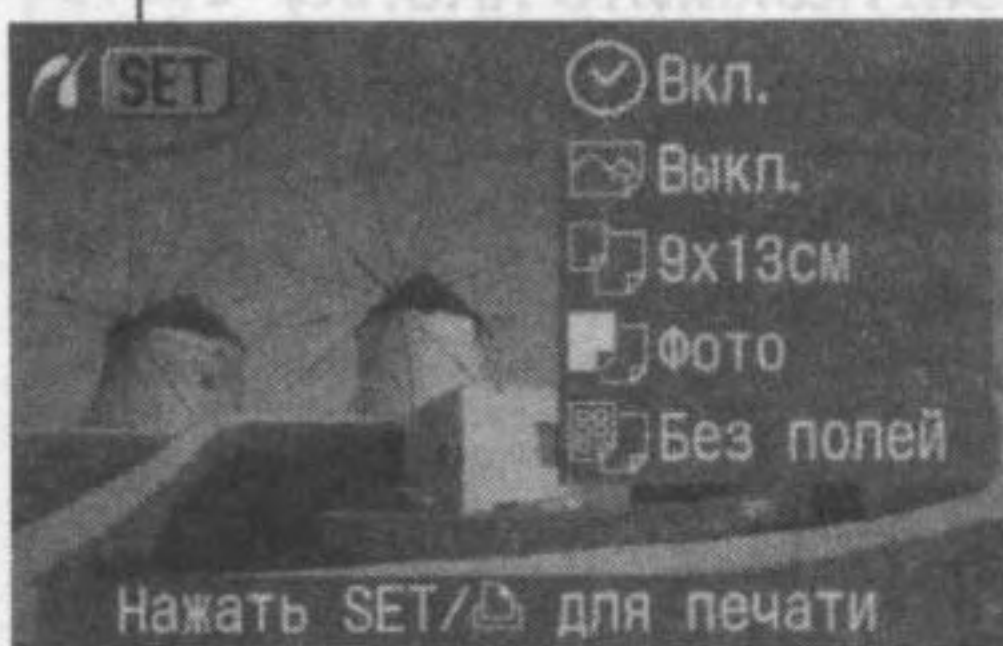 SET
Вкл.
Выкл.
9x13см
Фото
Без полей
Нажать SET/ для печати